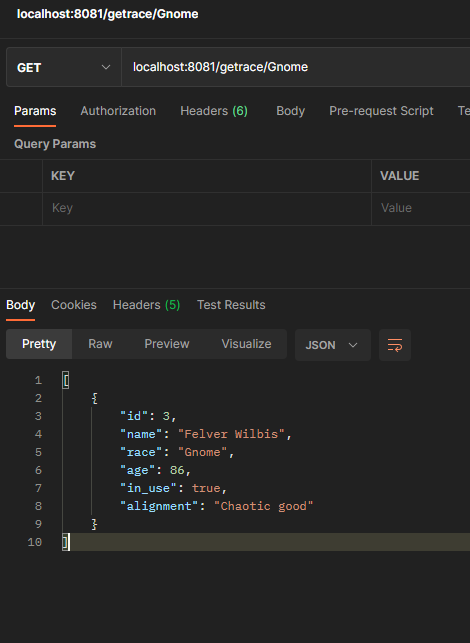 localhost:8081/getrace/Gnome
GET localhost:8081/getrace/Gnome
Params Authorization Headers (6) Body Pre-request Script Te
Query Params
KEY VALUE
Key Value
Body Cookies Headers (5) Test Results
Pretty Raw Preview Visualize JSON
1 [
2 {
3 "id": 3,
4 "name": "Felver Wilbis",
5 "race": "Gnome",
6 "age": 86,
7 "in_use": true,
8 "alignment": "Chaotic good"
9 }
10 ]